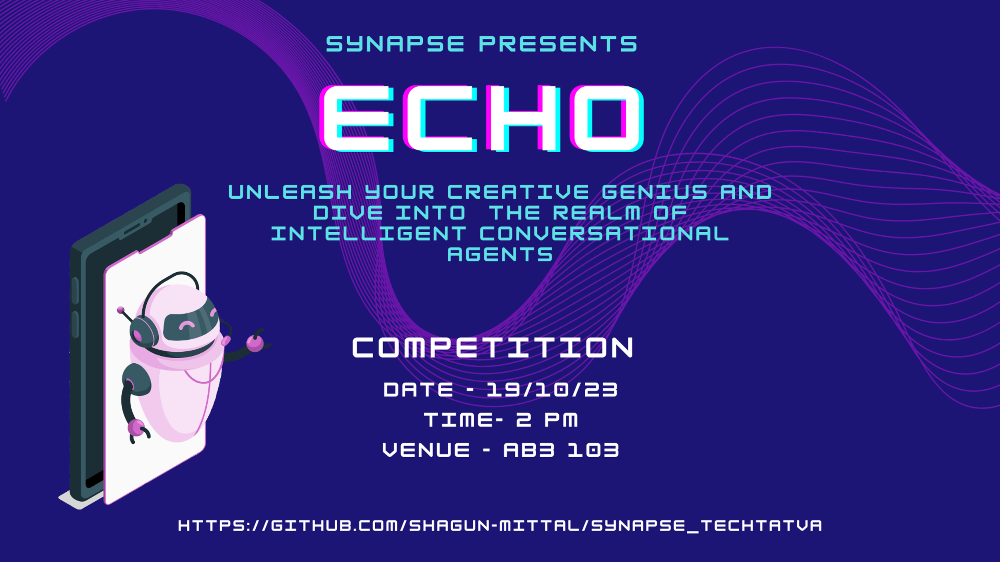 SYNAPSE PRESENTS
ECHO
UNLEASH YOUR CREATIVE GENIUS AND
DIVE INTO THE REALM OF
INTELLIGENT CONVERSATIONAL
AGENTS
COMPETITION
DATE - 19/10/23
TIME- 2 PM
VENUE - AB3 103
HTTPS://GITHUB.COM/SHAGUN-MITTAL/SYNAPSE_TECHTATVA